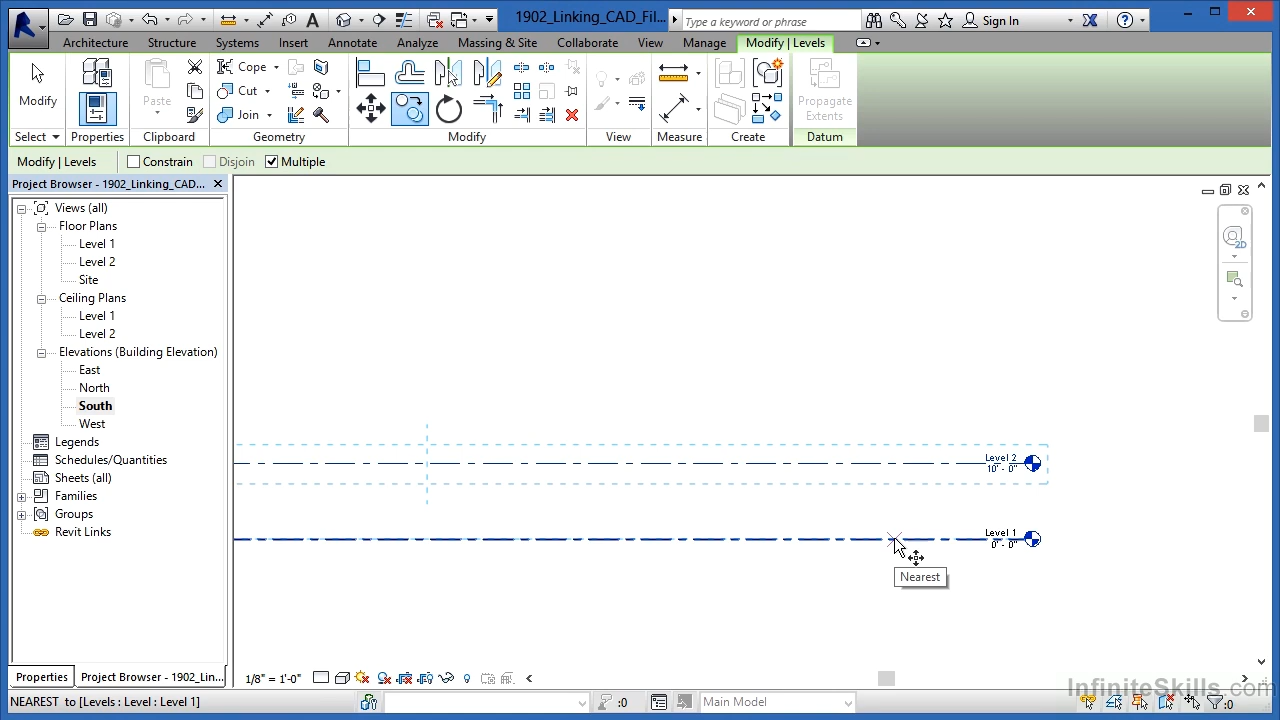 1902_Linking_CAD_Fil...
Type a keyword or phrase
Sign In
Architecture Structure Systems Insert Annotate Analyze Massing & Site Collaborate View Manage Modify | Levels
Modify
Paste
Cope
Cut
Join
Propagate
Extents
Select Properties Clipboard Geometry Modify View Measure Create Datum
Modify | Levels Constrain Disjoin Multiple
Project Browser - 1902_Linking_CAD...
Views (all)
Floor Plans
Level 1
Level 2
Site
Ceiling Plans
Level 1
Level 2
Elevations (Building Elevation)
East
North
South
West
Legends
Schedules/Quantities
Sheets (all)
Families
Groups
Revit Links
Level 2
10' - 0"
Level 1
0' - 0"
Nearest
2D
Properties
Project Browser - 1902_Lin...
1/8" = 1'-0"
NEAREST to [Levels : Level : Level 1]
:0
Main Model
:0
InfiniteSkills.com